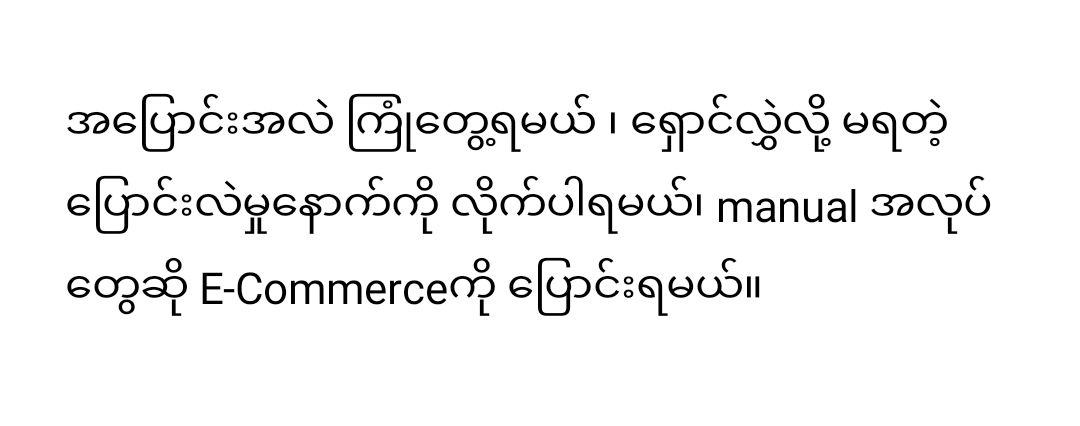 အပြောင်းအလဲ ကြုံတွေ့ရမယ် ၊ ရှောင်လွှဲလို့ မရတဲ့
ပြောင်းလဲမှုနောက်ကို လိုက်ပါရမယ်၊ manual အလုပ်
တွေဆို E-Commerceကို ပြောင်းရမယ်။